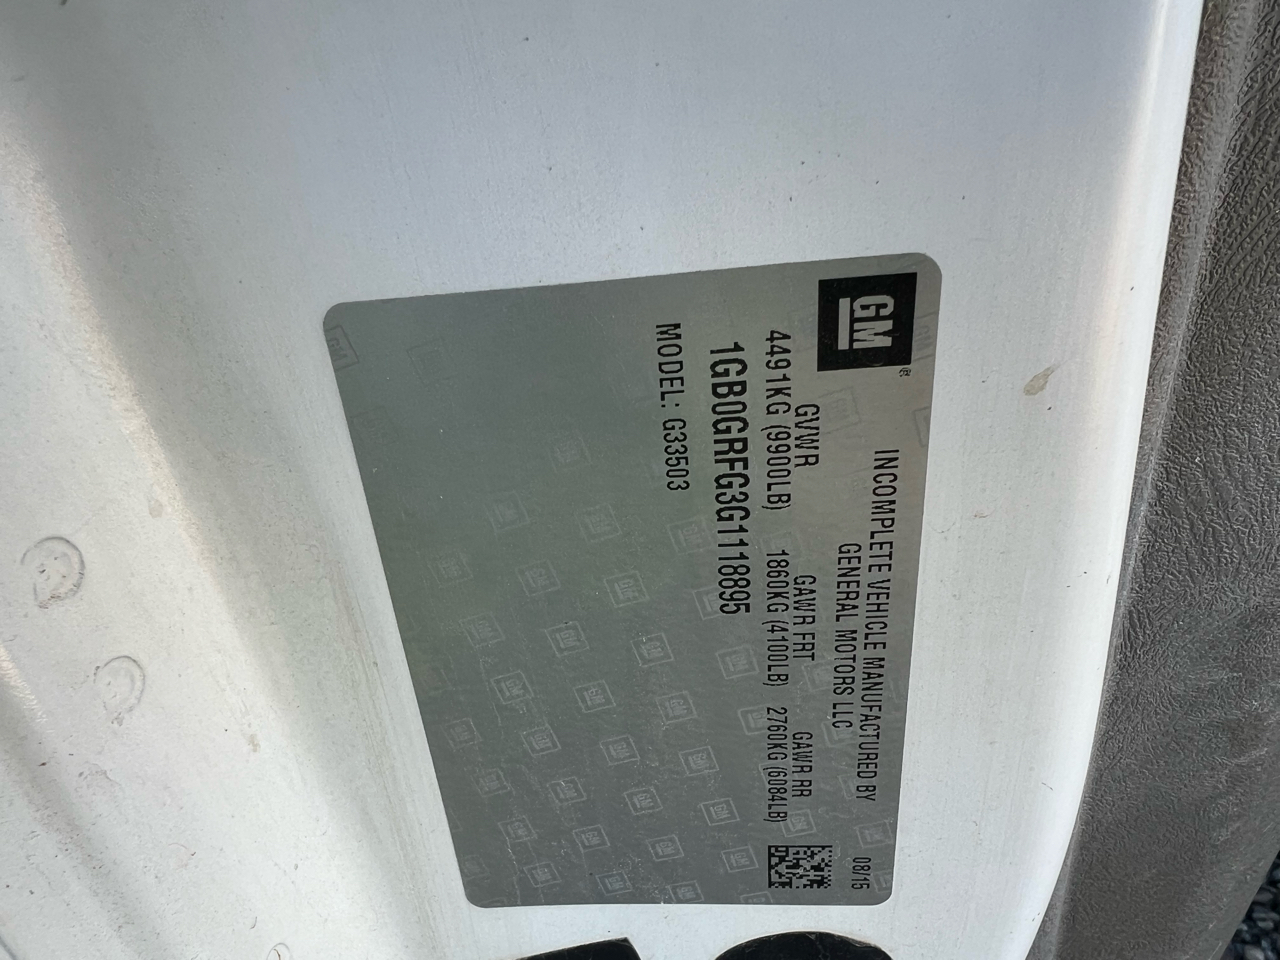 GM
®
INCOMPLETE VEHICLE MANUFACTURED BY
GENERAL MOTORS LLC
08/15
GVWR GAWR FRT GAWR RR
4491KG (9900LB) 1860KG (4100LB) 2760KG (6084LB)
1GB0GRFG3G1118895
MODEL: G33503